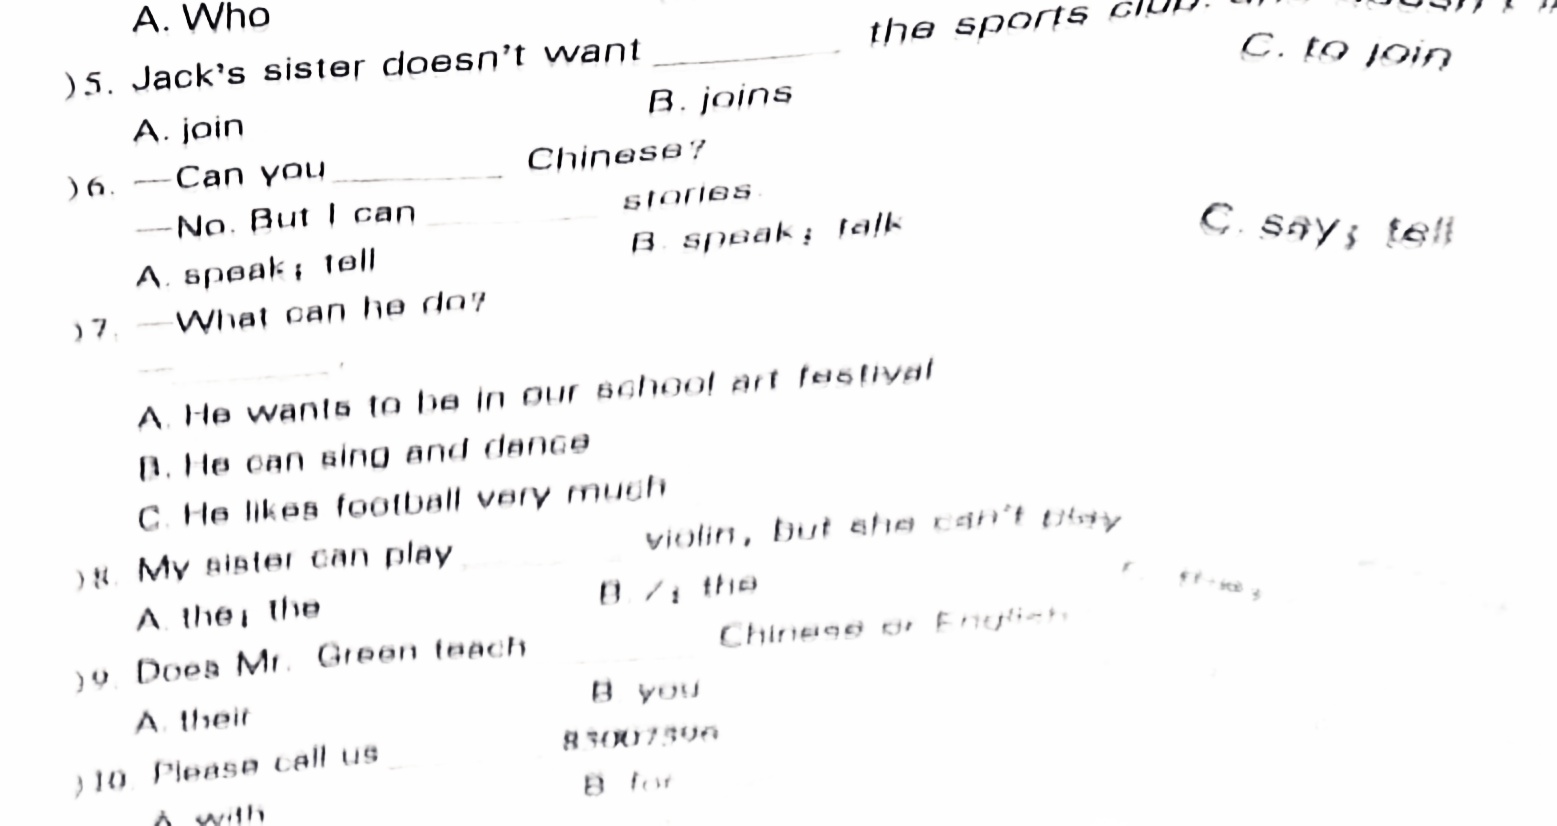 A. Who
)5. Jack's sister doesn't want ________ the sports club.
A. join B. joins C. to join
)6. —Can you ________ Chinese?
—No. But I can ________ stories.
A. speak; tell B. speak; talk C. say; tell
)7. —What can he do?
—________.
A. He wants to be in our school art festival
B. He can sing and dance
C. He likes football very much
)8. My sister can play ________ violin, but she can't play
A. the; the B. /; the
)9. Does Mr. Green teach ________ Chinese or English
A. their B. you
)10. Please call us ________ 83007596
A. with B. for